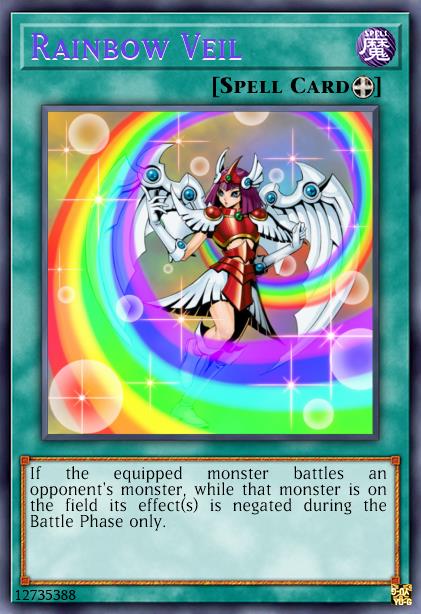 RAINBOW VEIL
SPELL
魔
[SPELL CARD]
If the equipped monster battles an
opponent's monster, while that monster is on
the field its effect(s) is negated during the
Battle Phase only.
12735388